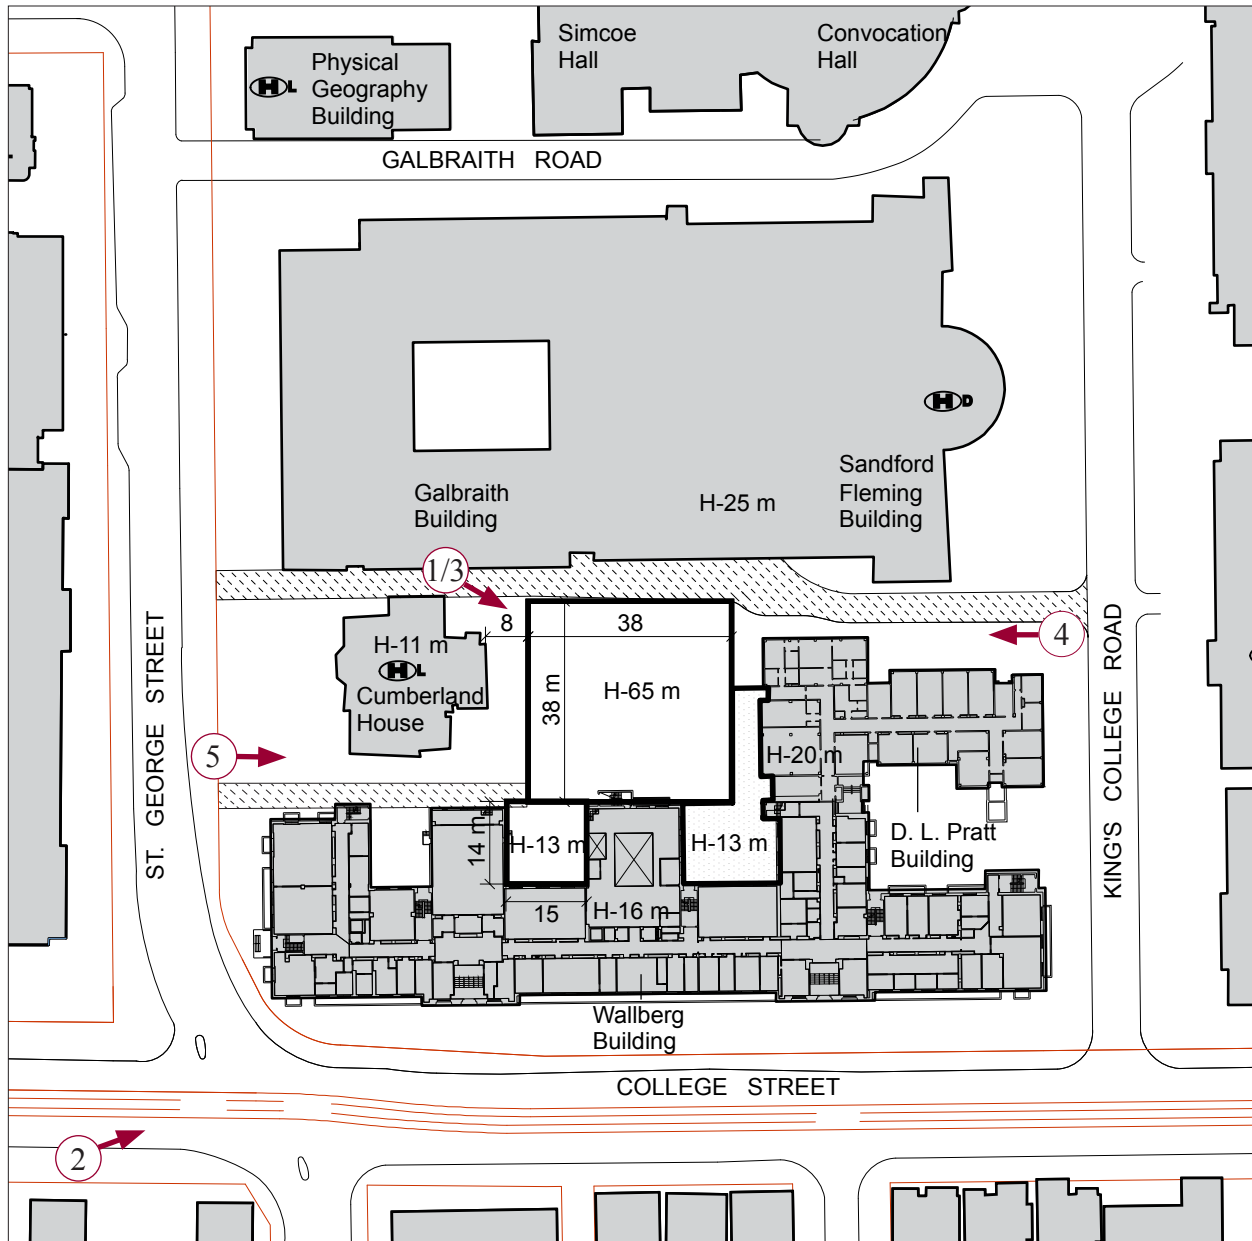 Simcoe
Hall
Convocation
Hall
Physical
Geography
Building
H L
GALBRAITH ROAD
H D
Sandford
Fleming
Building
Galbraith
Building
H-25 m
1/3
8
38
4
H-11 m
H L
Cumberland
House
H-65 m
38 m
ST. GEORGE STREET
KING'S COLLEGE ROAD
5
H-20 m
H-13 m
14 m
H-13 m
D. L. Pratt
Building
15
H-16 m
Wallberg
Building
COLLEGE STREET
2